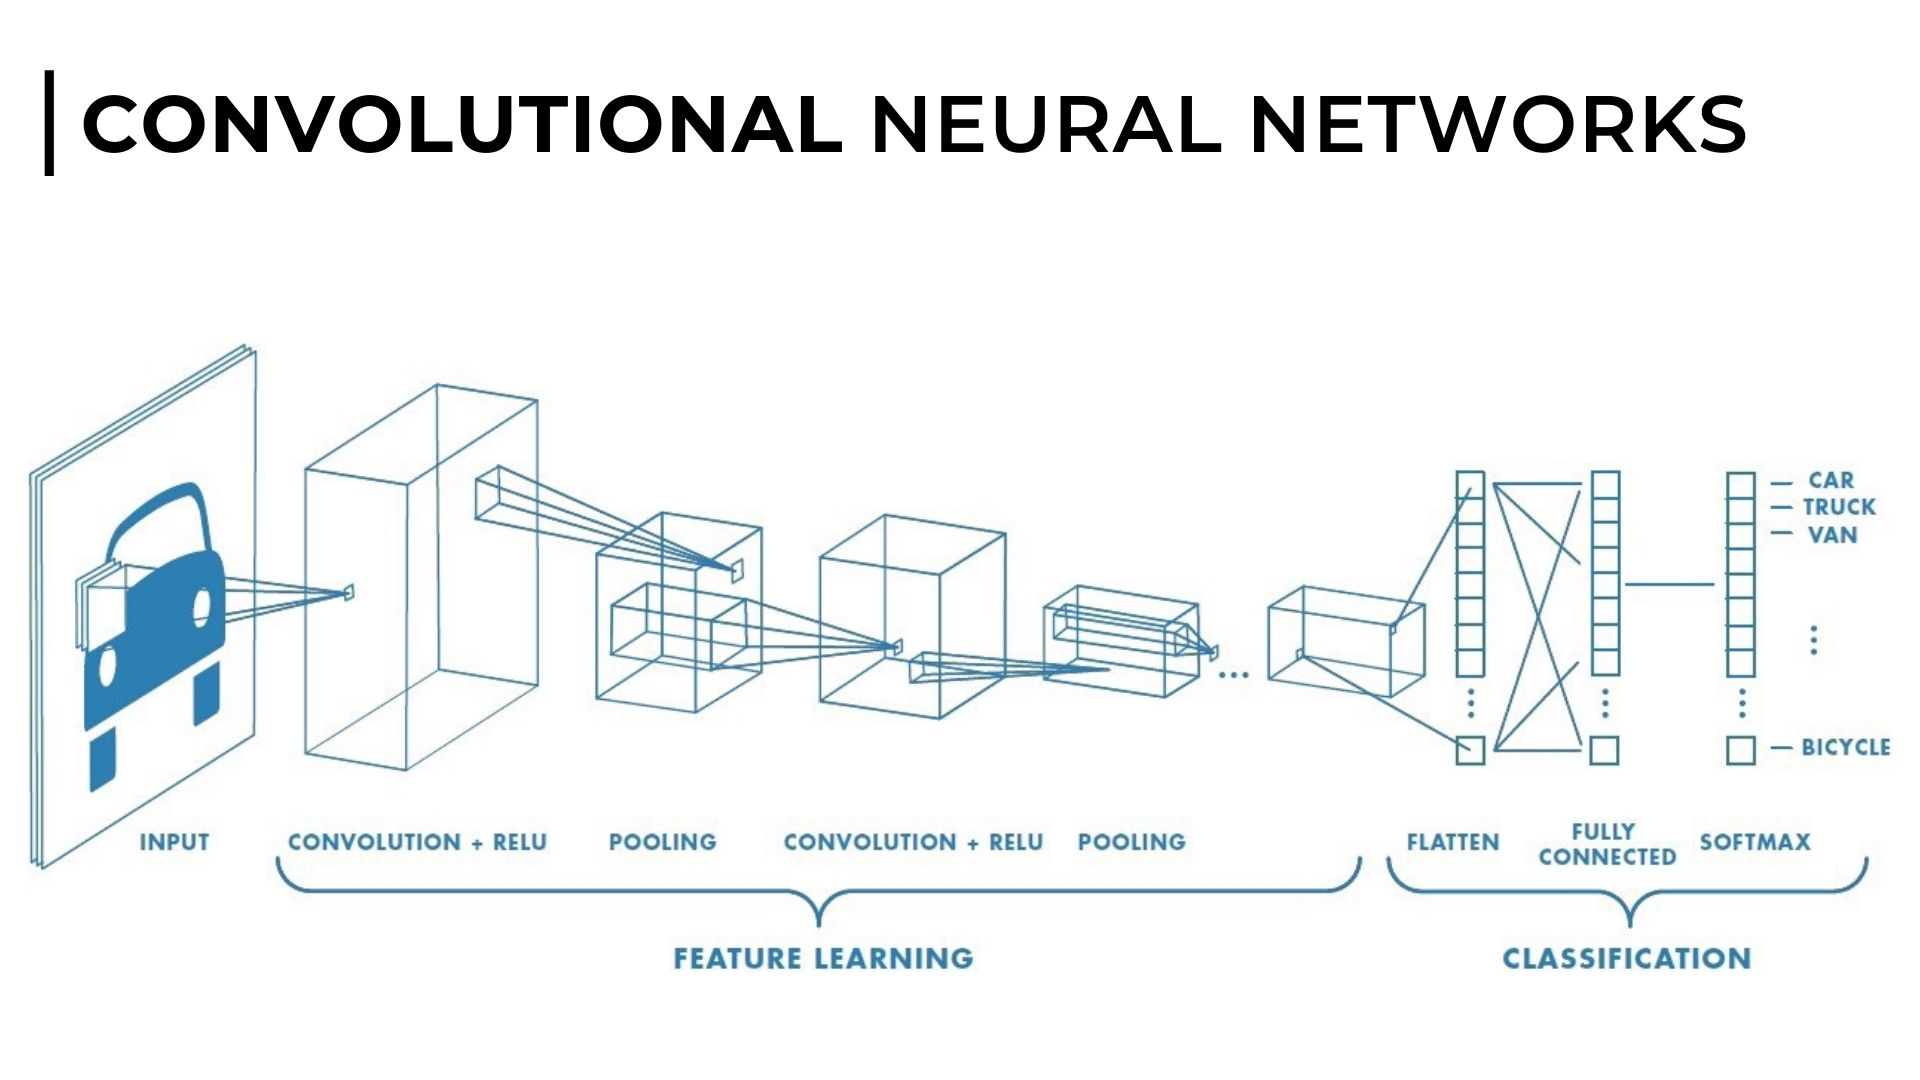 CONVOLUTIONAL NEURAL NETWORKS
CAR
TRUCK
VAN
BICYCLE
INPUT
CONVOLUTION + RELU
POOLING
CONVOLUTION + RELU
POOLING
FLATTEN
FULLY
CONNECTED
SOFTMAX
FEATURE LEARNING
CLASSIFICATION